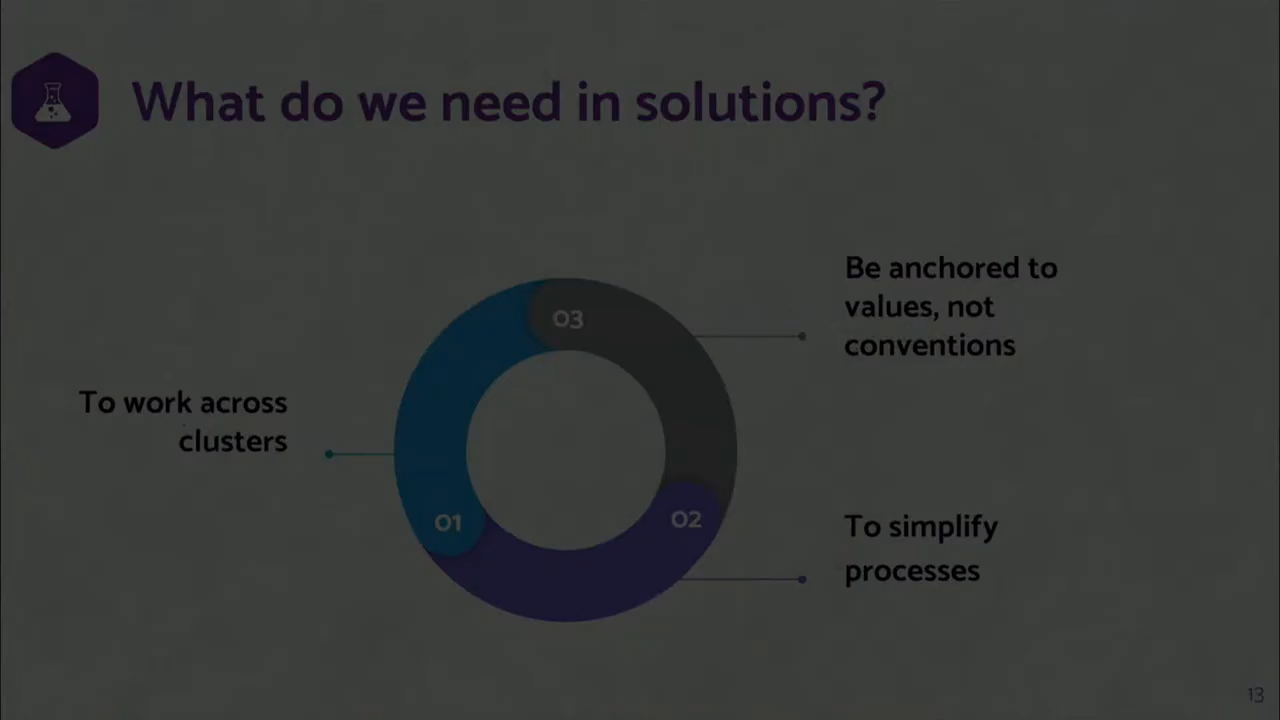 What do we need in solutions?
Be anchored to
values, not
conventions
03
To work across
clusters
01
02
To simplify
processes
13